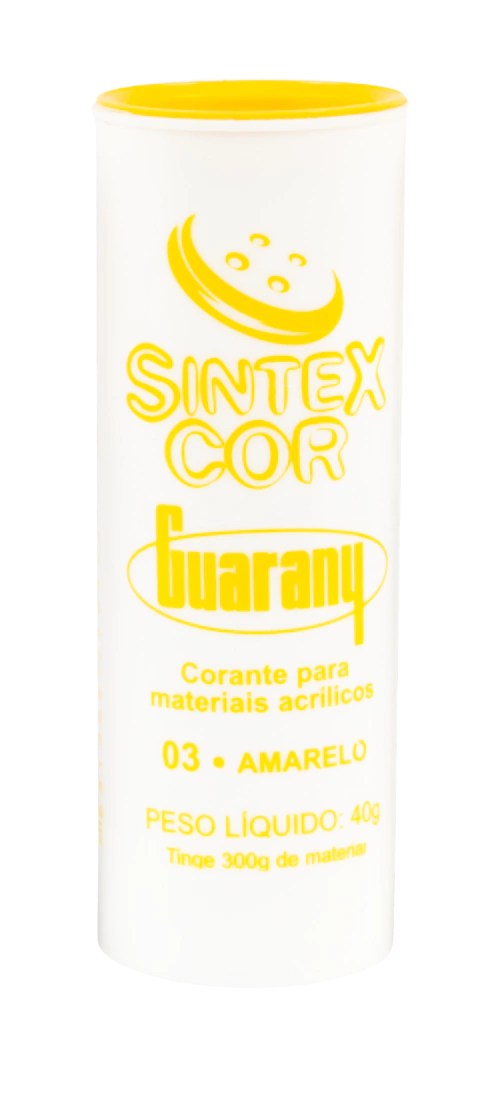 SINTEX
COR
Guarany
Corante para
materiais acrílicos
03 • AMARELO
PESO LÍQUIDO: 40g
Tinge 300g de material